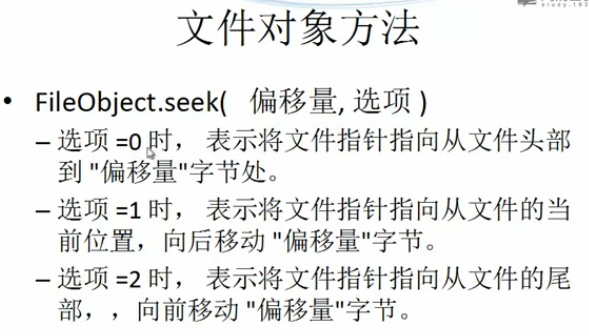 文件对象方法
• FileObject.seek( 偏移量, 选项 )
– 选项 =0 时， 表示将文件指针指向从文件头部
到 "偏移量"字节处。
– 选项 =1 时， 表示将文件指针指向从文件的当
前位置，向后移动 "偏移量"字节。
– 选项 =2 时， 表示将文件指针指向从文件的尾
部，，向前移动 "偏移量"字节。